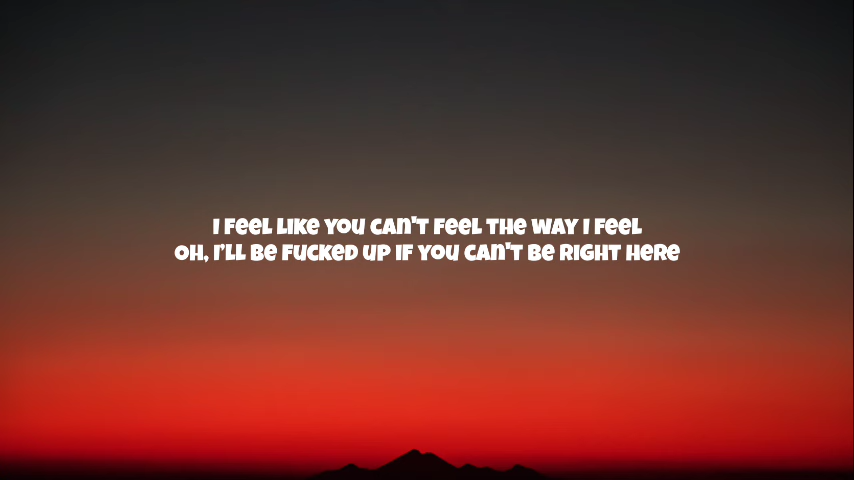 I FEEL LIKE YOU CAN'T FEEL THE WAY I FEEL
OH, I'LL BE FUCKED UP IF YOU CAN'T BE RIGHT HERE